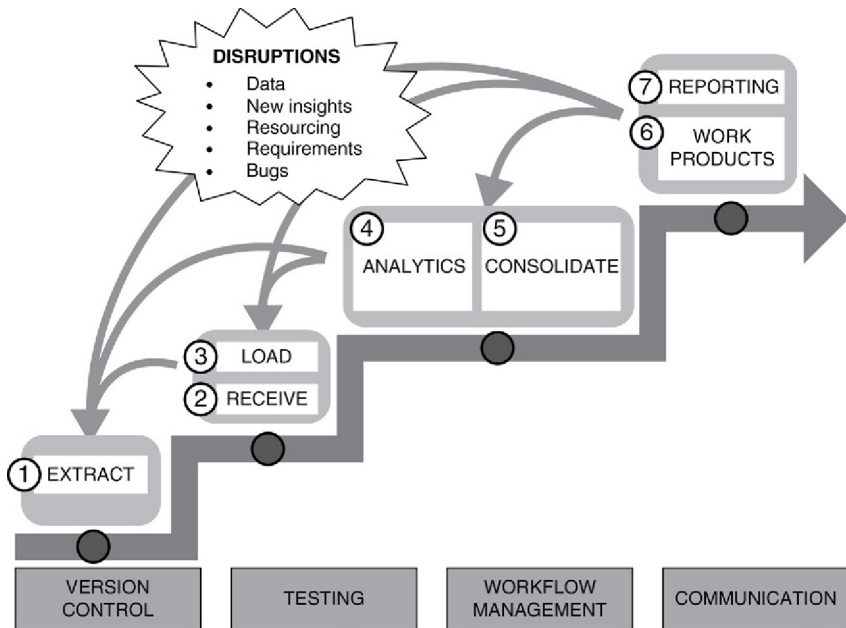 DISRUPTIONS
• Data
• New insights
• Resourcing
• Requirements
• Bugs
7 REPORTING
6 WORK
PRODUCTS
4 ANALYTICS
5 CONSOLIDATE
3 LOAD
2 RECEIVE
1 EXTRACT
VERSION
CONTROL
TESTING
WORKFLOW
MANAGEMENT
COMMUNICATION